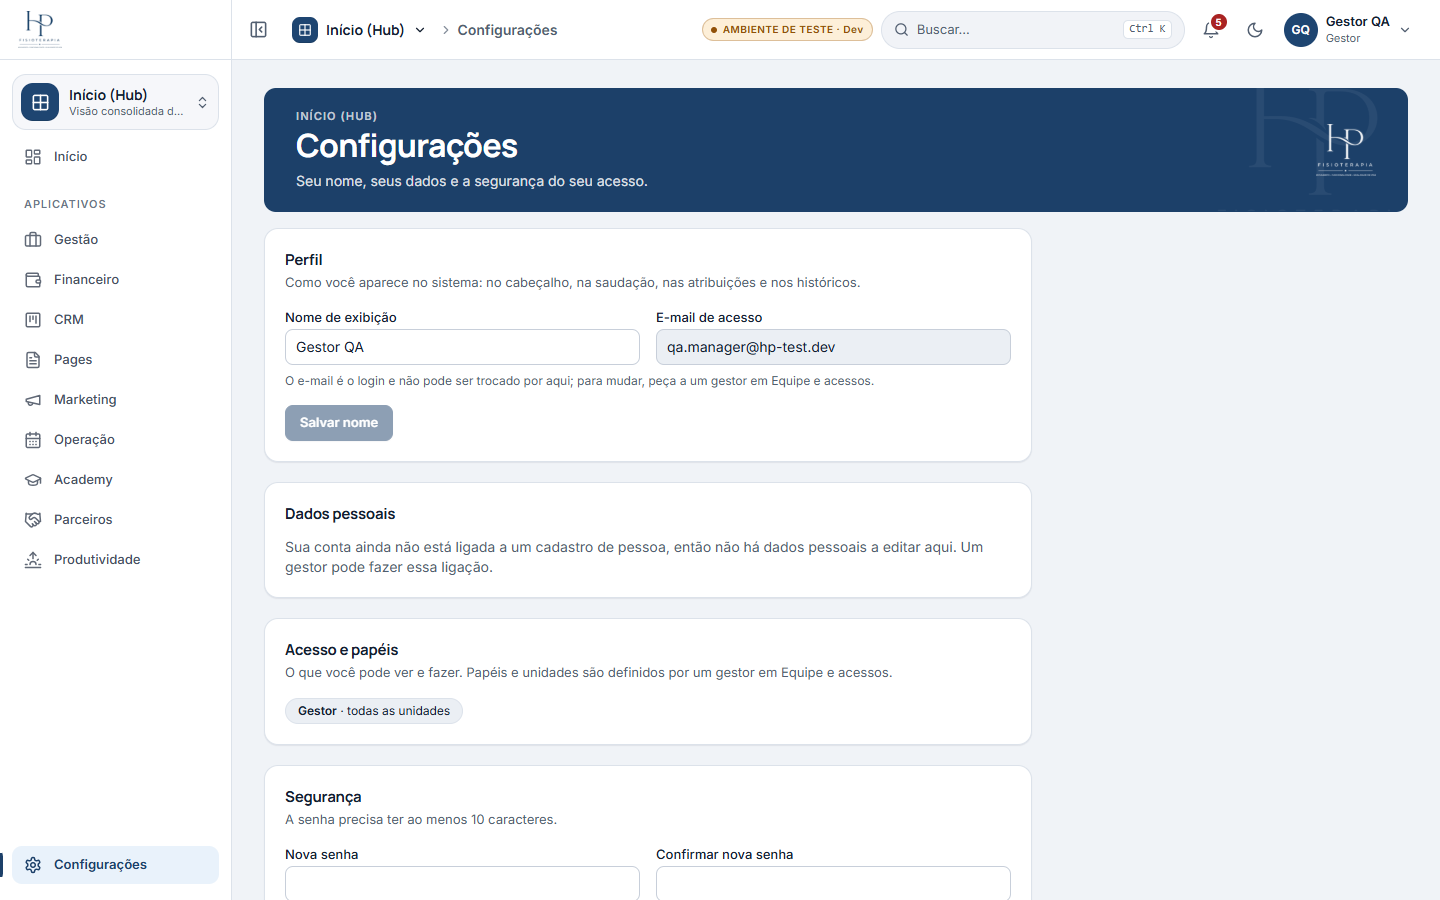 HP
FISIOTERAPIA
Início (Hub)
Configurações
AMBIENTE DE TESTE · Dev
Buscar...
Ctrl K
5
GQ
Gestor QA
Gestor
Início (Hub)
Visão consolidada d...
Início
APLICATIVOS
Gestão
Financeiro
CRM
Pages
Marketing
Operação
Academy
Parceiros
Produtividade
Configurações
INÍCIO (HUB)
Configurações
Seu nome, seus dados e a segurança do seu acesso.
HP
FISIOTERAPIA
Perfil
Como você aparece no sistema: no cabeçalho, na saudação, nas atribuições e nos históricos.
Nome de exibição
E-mail de acesso
Gestor QA
qa.manager@hp-test.dev
O e-mail é o login e não pode ser trocado por aqui; para mudar, peça a um gestor em Equipe e acessos.
Salvar nome
Dados pessoais
Sua conta ainda não está ligada a um cadastro de pessoa, então não há dados pessoais a editar aqui. Um
gestor pode fazer essa ligação.
Acesso e papéis
O que você pode ver e fazer. Papéis e unidades são definidos por um gestor em Equipe e acessos.
Gestor · todas as unidades
Segurança
A senha precisa ter ao menos 10 caracteres.
Nova senha
Confirmar nova senha